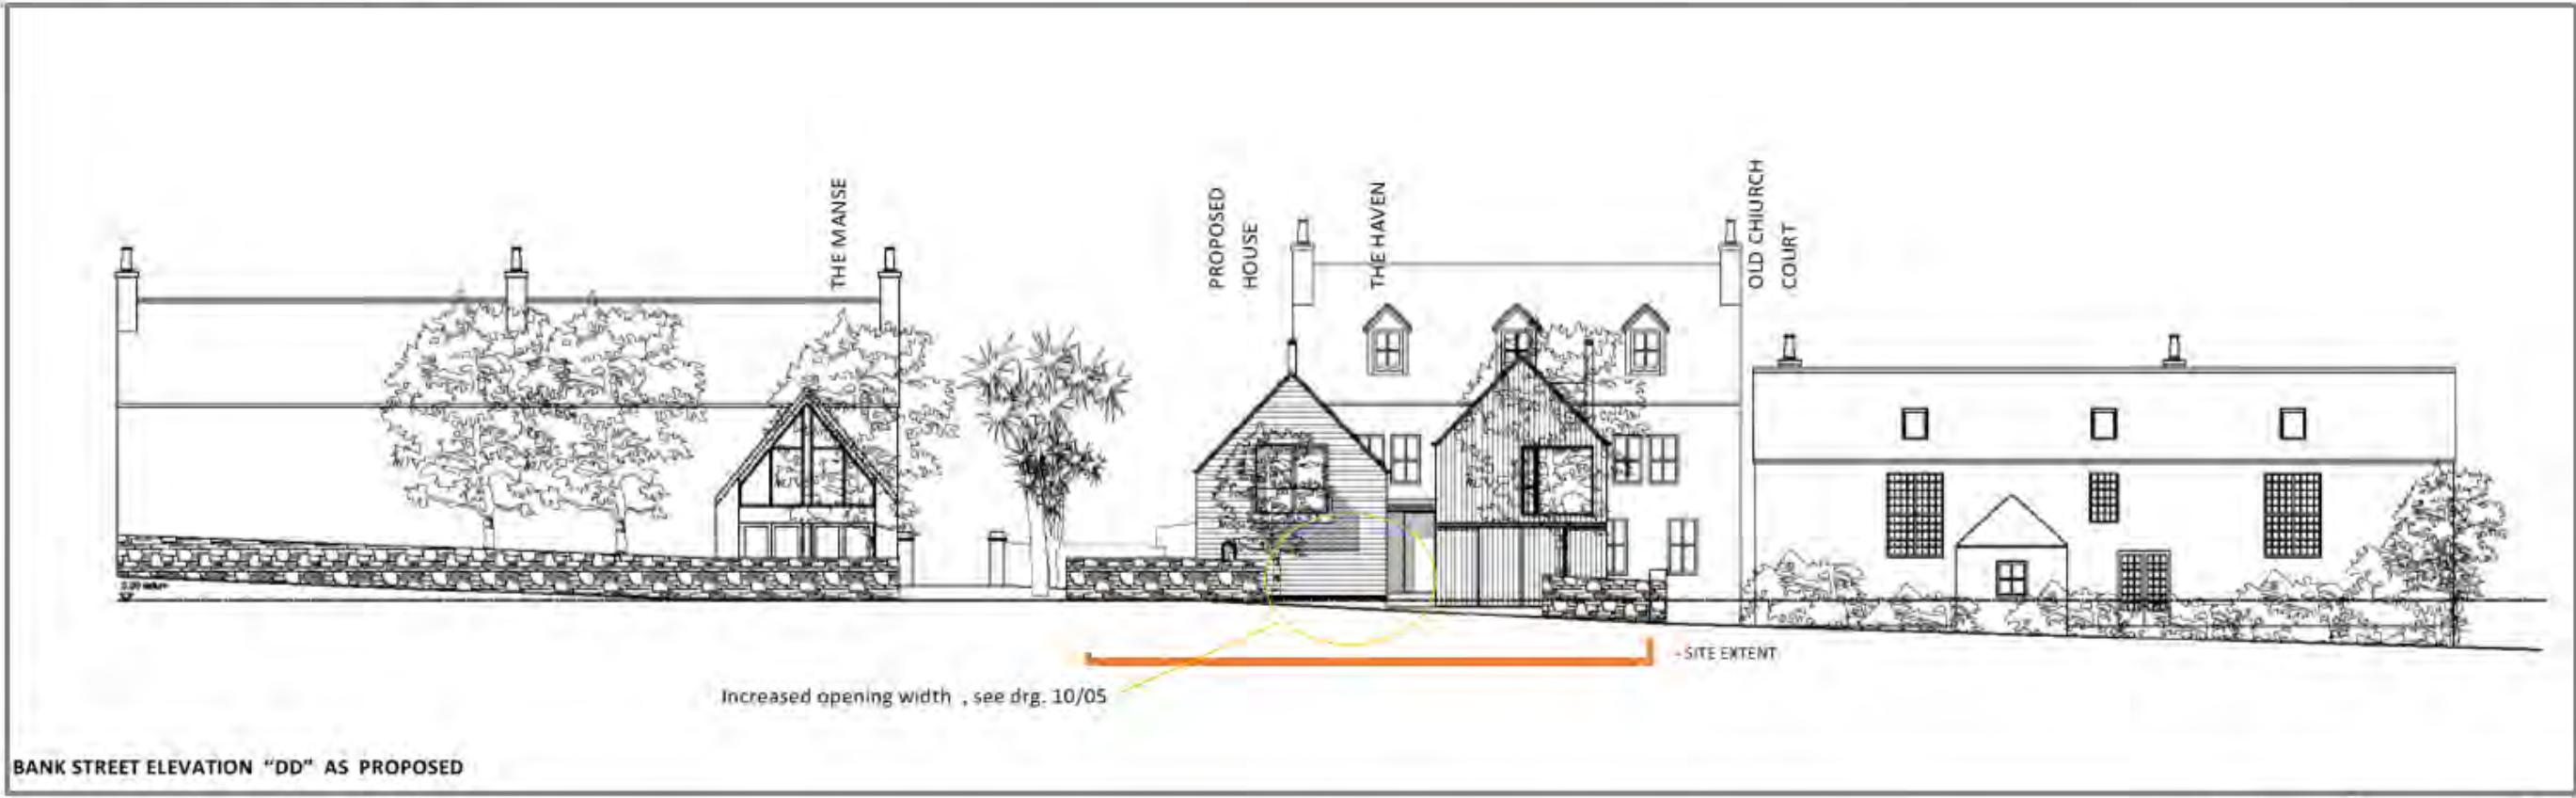 THE MANSE
PROPOSED
HOUSE
THE HAVEN
OLD CHIURCH
COURT
- SITE EXTENT
Increased opening width , see drg. 10/05
BANK STREET ELEVATION "DD" AS PROPOSED